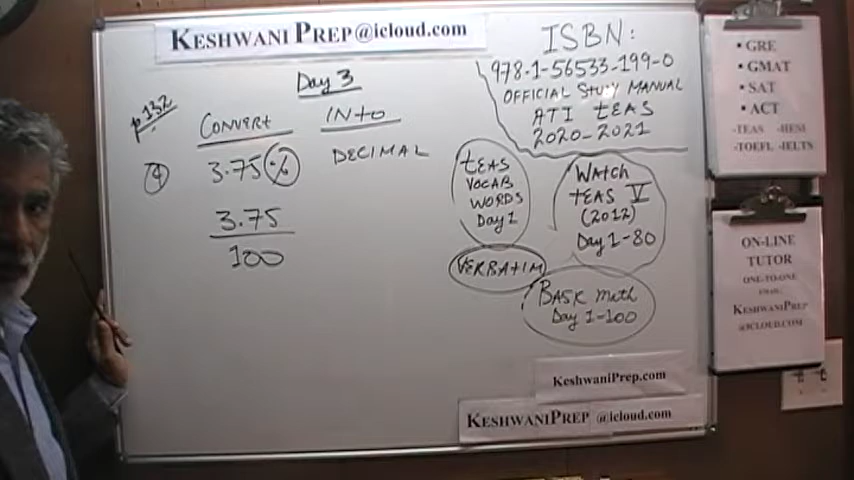 KESHWANIPREP@icloud.com
Day 3
p 132
CONVERT INTO
④ 3.75 % DECIMAL
3.75
100
ISBN:
978-1-56533-199-0
OFFICIAL STUDY MANUAL
ATI TEAS
2020-2021
TEAS
VOCAB
WORDS
Day 1
VERBATIM
WATCH
TEAS V
(2012)
Day 1-80
BASIC Math
Day 1-100
KESHWANIPREP.com
KESHWANIPREP @icloud.com
• GRE
• GMAT
• SAT
• ACT
-TEAS -HESI
-TOEFL -IELTS
ON-LINE
TUTOR
ONE-TO-ONE
KESHWANIPREP
@ICLOUD.COM